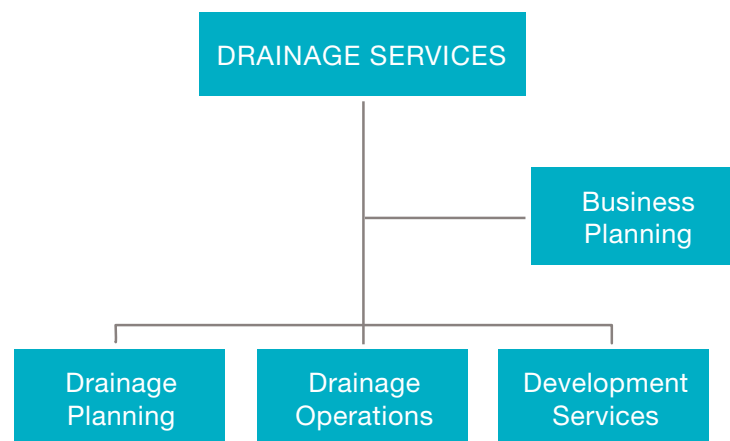 DRAINAGE SERVICES
Business
Planning
Drainage
Planning
Drainage
Operations
Development
Services